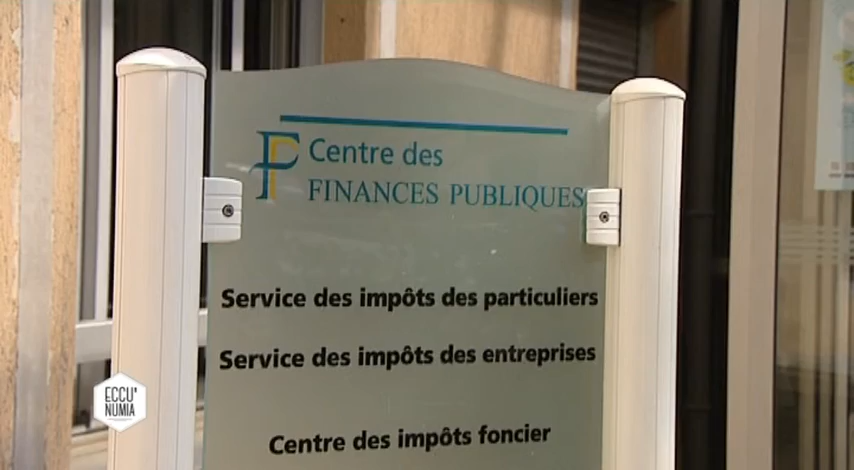 Centre des
FINANCES PUBLIQUES
Service des impôts des particuliers
Service des impôts des entreprises
Centre des impôts foncier
ECCU'
NUMIA